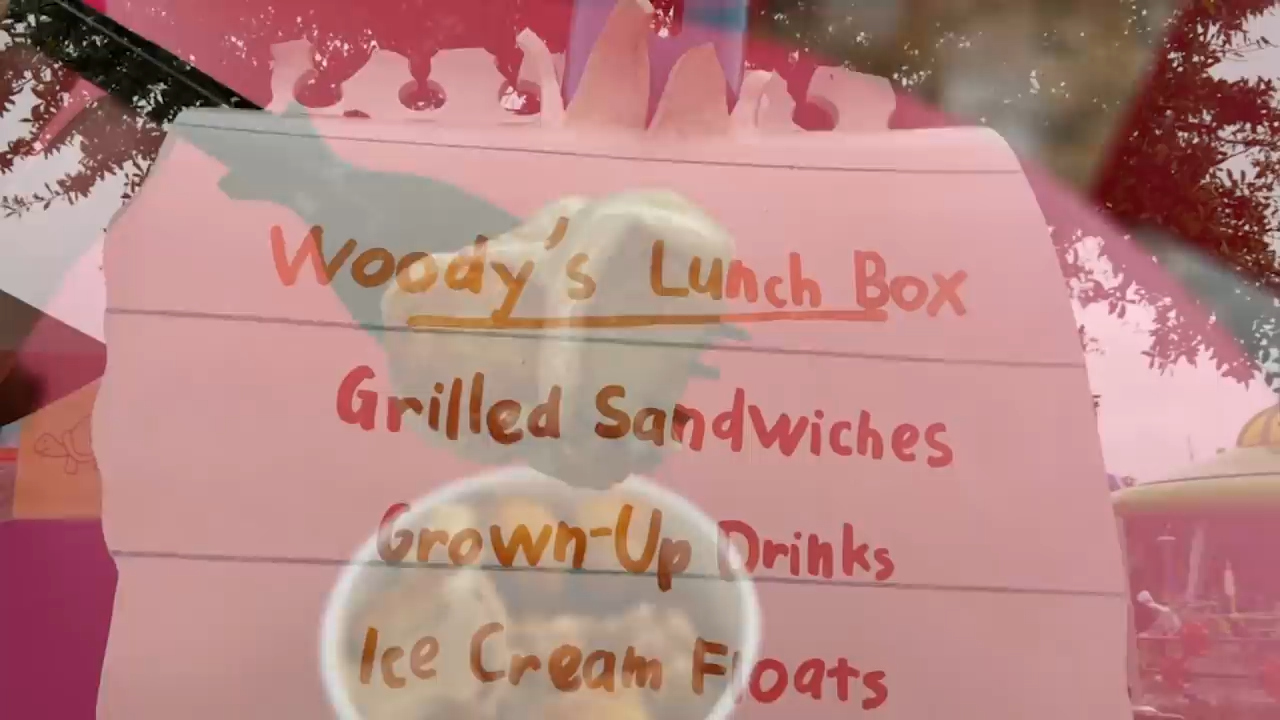 Woody's Lunch Box
Grilled Sandwiches
Grown-Up Drinks
Ice Cream Floats